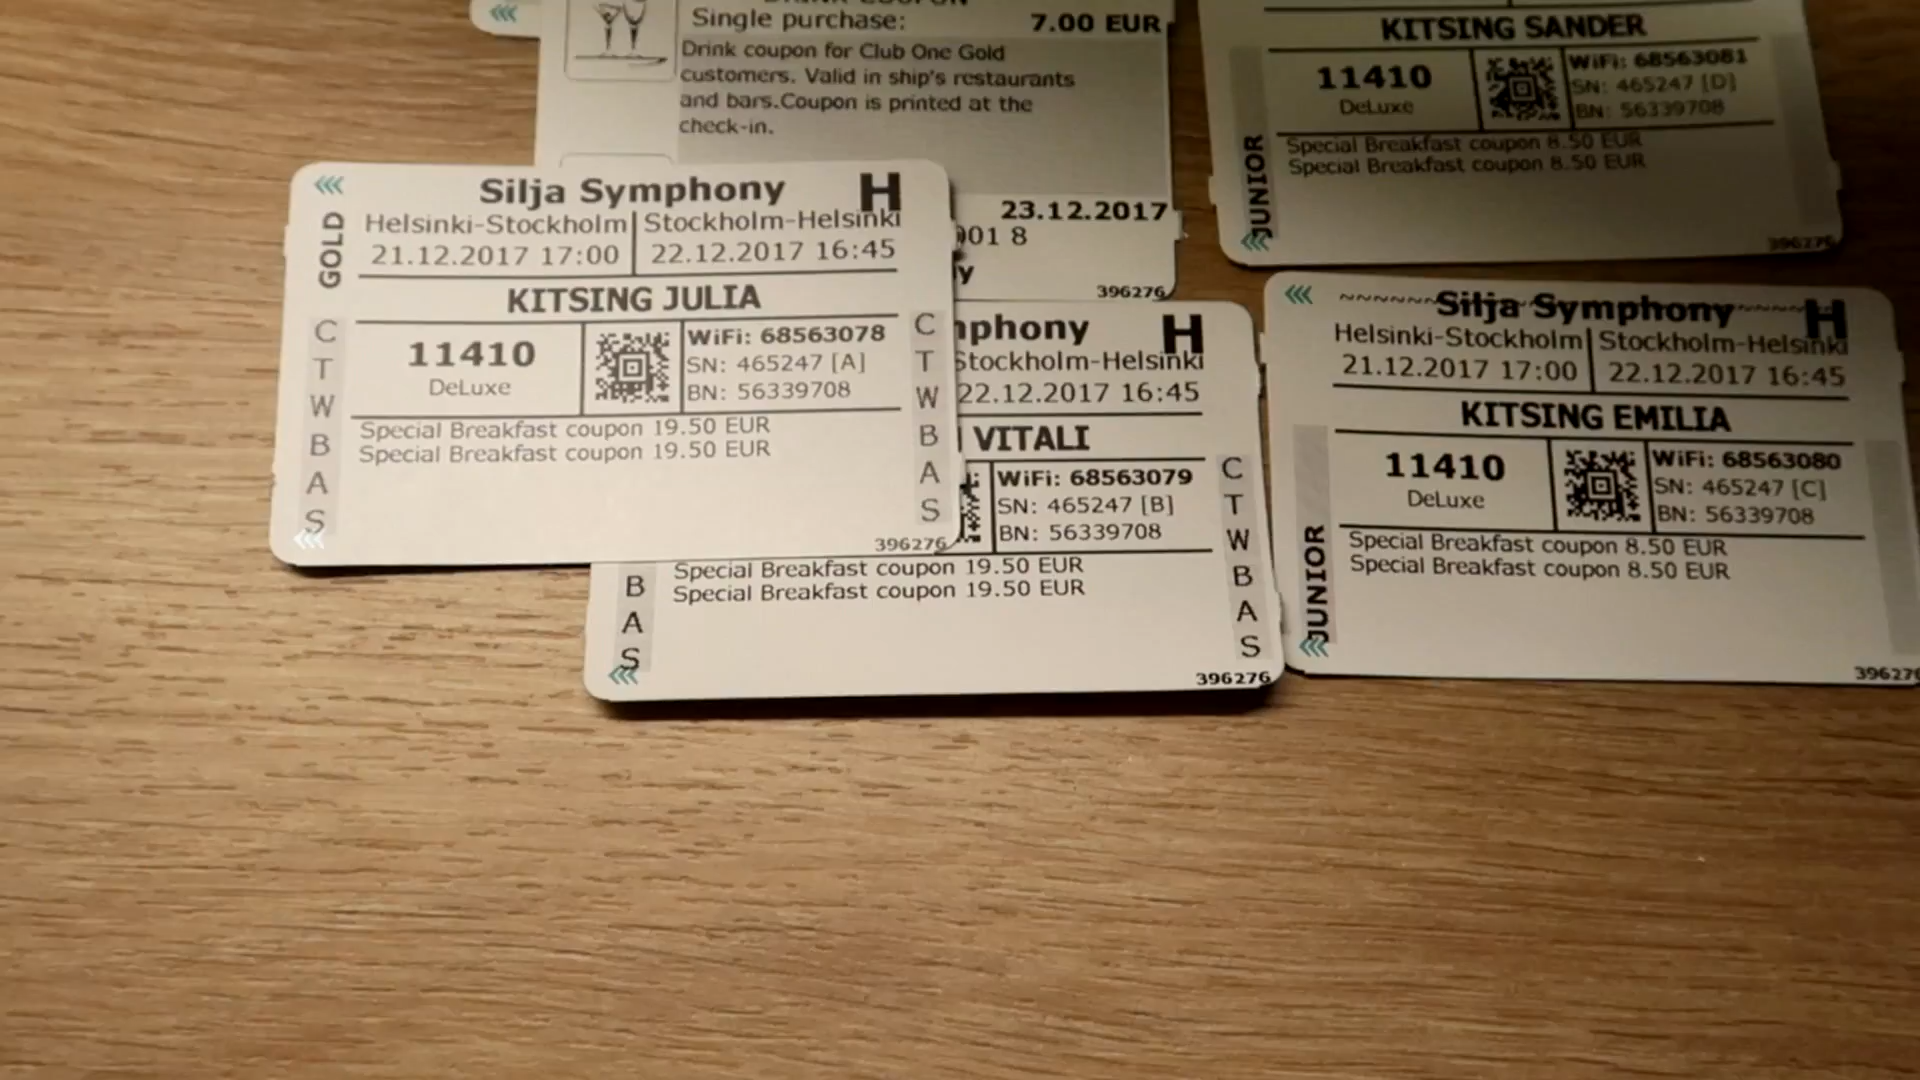 Single purchase: 7.00 EUR
Drink coupon for Club One Gold
customers. Valid in ship's restaurants
and bars.Coupon is printed at the
check-in.
23.12.2017
001 8
y
396276
KITSING SANDER
11410
DeLuxe
WiFi: 68563081
SN: 465247 [D]
BN: 56339708
Special Breakfast coupon 8.50 EUR
Special Breakfast coupon 8.50 EUR
JUNIOR
396276
Silja Symphony H
GOLD
Helsinki-Stockholm Stockholm-Helsinki
21.12.2017 17:00 22.12.2017 16:45
KITSING JULIA
11410
DeLuxe
WiFi: 68563078
SN: 465247 [A]
BN: 56339708
Special Breakfast coupon 19.50 EUR
Special Breakfast coupon 19.50 EUR
C
T
W
B
A
S
C
T
W
B
A
S
396276
mphony H
Stockholm-Helsinki
22.12.2017 16:45
VITALI
WiFi: 68563079
SN: 465247 [B]
BN: 56339708
Special Breakfast coupon 19.50 EUR
Special Breakfast coupon 19.50 EUR
B
A
S
C
T
W
B
A
S
396276
Silja Symphony H
Helsinki-Stockholm Stockholm-Helsinki
21.12.2017 17:00 22.12.2017 16:45
KITSING EMILIA
11410
DeLuxe
WiFi: 68563080
SN: 465247 [C]
BN: 56339708
Special Breakfast coupon 8.50 EUR
Special Breakfast coupon 8.50 EUR
JUNIOR
396276